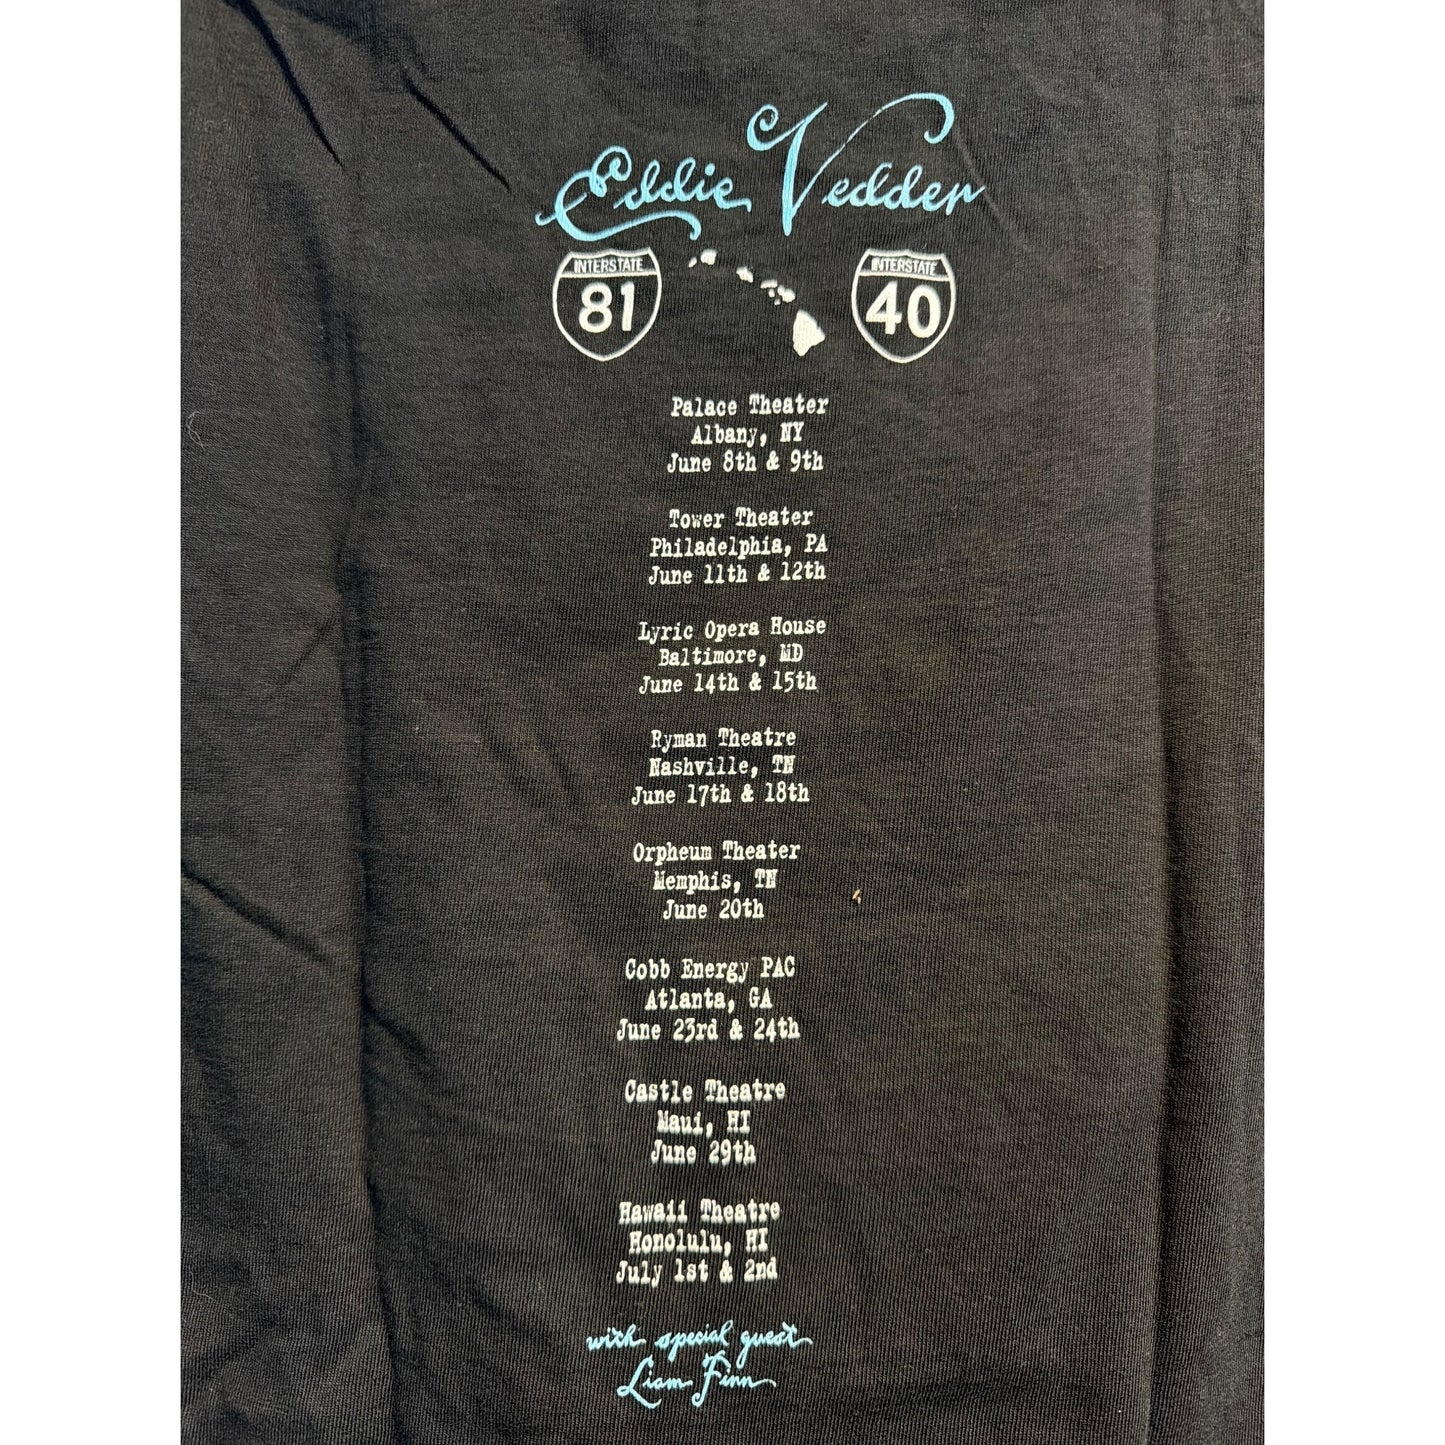 Eddie Vedder
INTERSTATE
81
INTERSTATE
40
Palace Theater
Albany, NY
June 8th & 9th
Tower Theater
Philadelphia, PA
June 11th & 12th
Lyric Opera House
Baltimore, MD
June 14th & 15th
Ryman Theatre
Nashville, TN
June 17th & 18th
Orpheum Theater
Memphis, TN
June 20th
Cobb Energy PAC
Atlanta, GA
June 23rd & 24th
Castle Theatre
Maui, HI
June 29th
Hawaii Theatre
Honolulu, HI
July 1st & 2nd
with special guest
Liam Finn